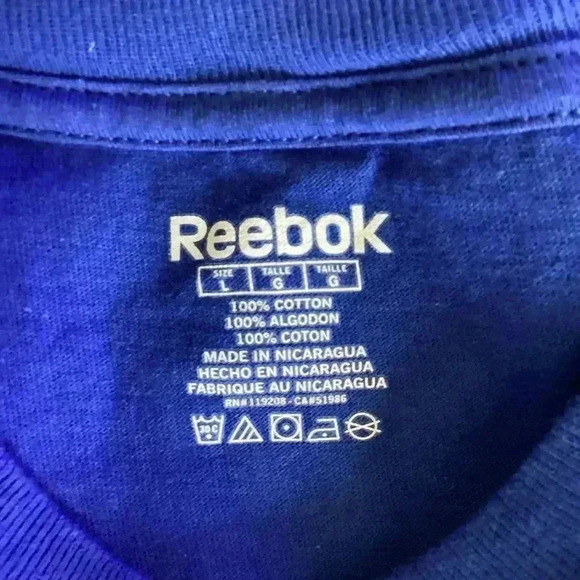 Reebok
SIZE TALLE TAILLE
L G G
100% COTTON
100% ALGODON
100% COTON
MADE IN NICARAGUA
HECHO EN NICARAGUA
FABRIQUE AU NICARAGUA
RN# 119208 - CA#51986
30 C